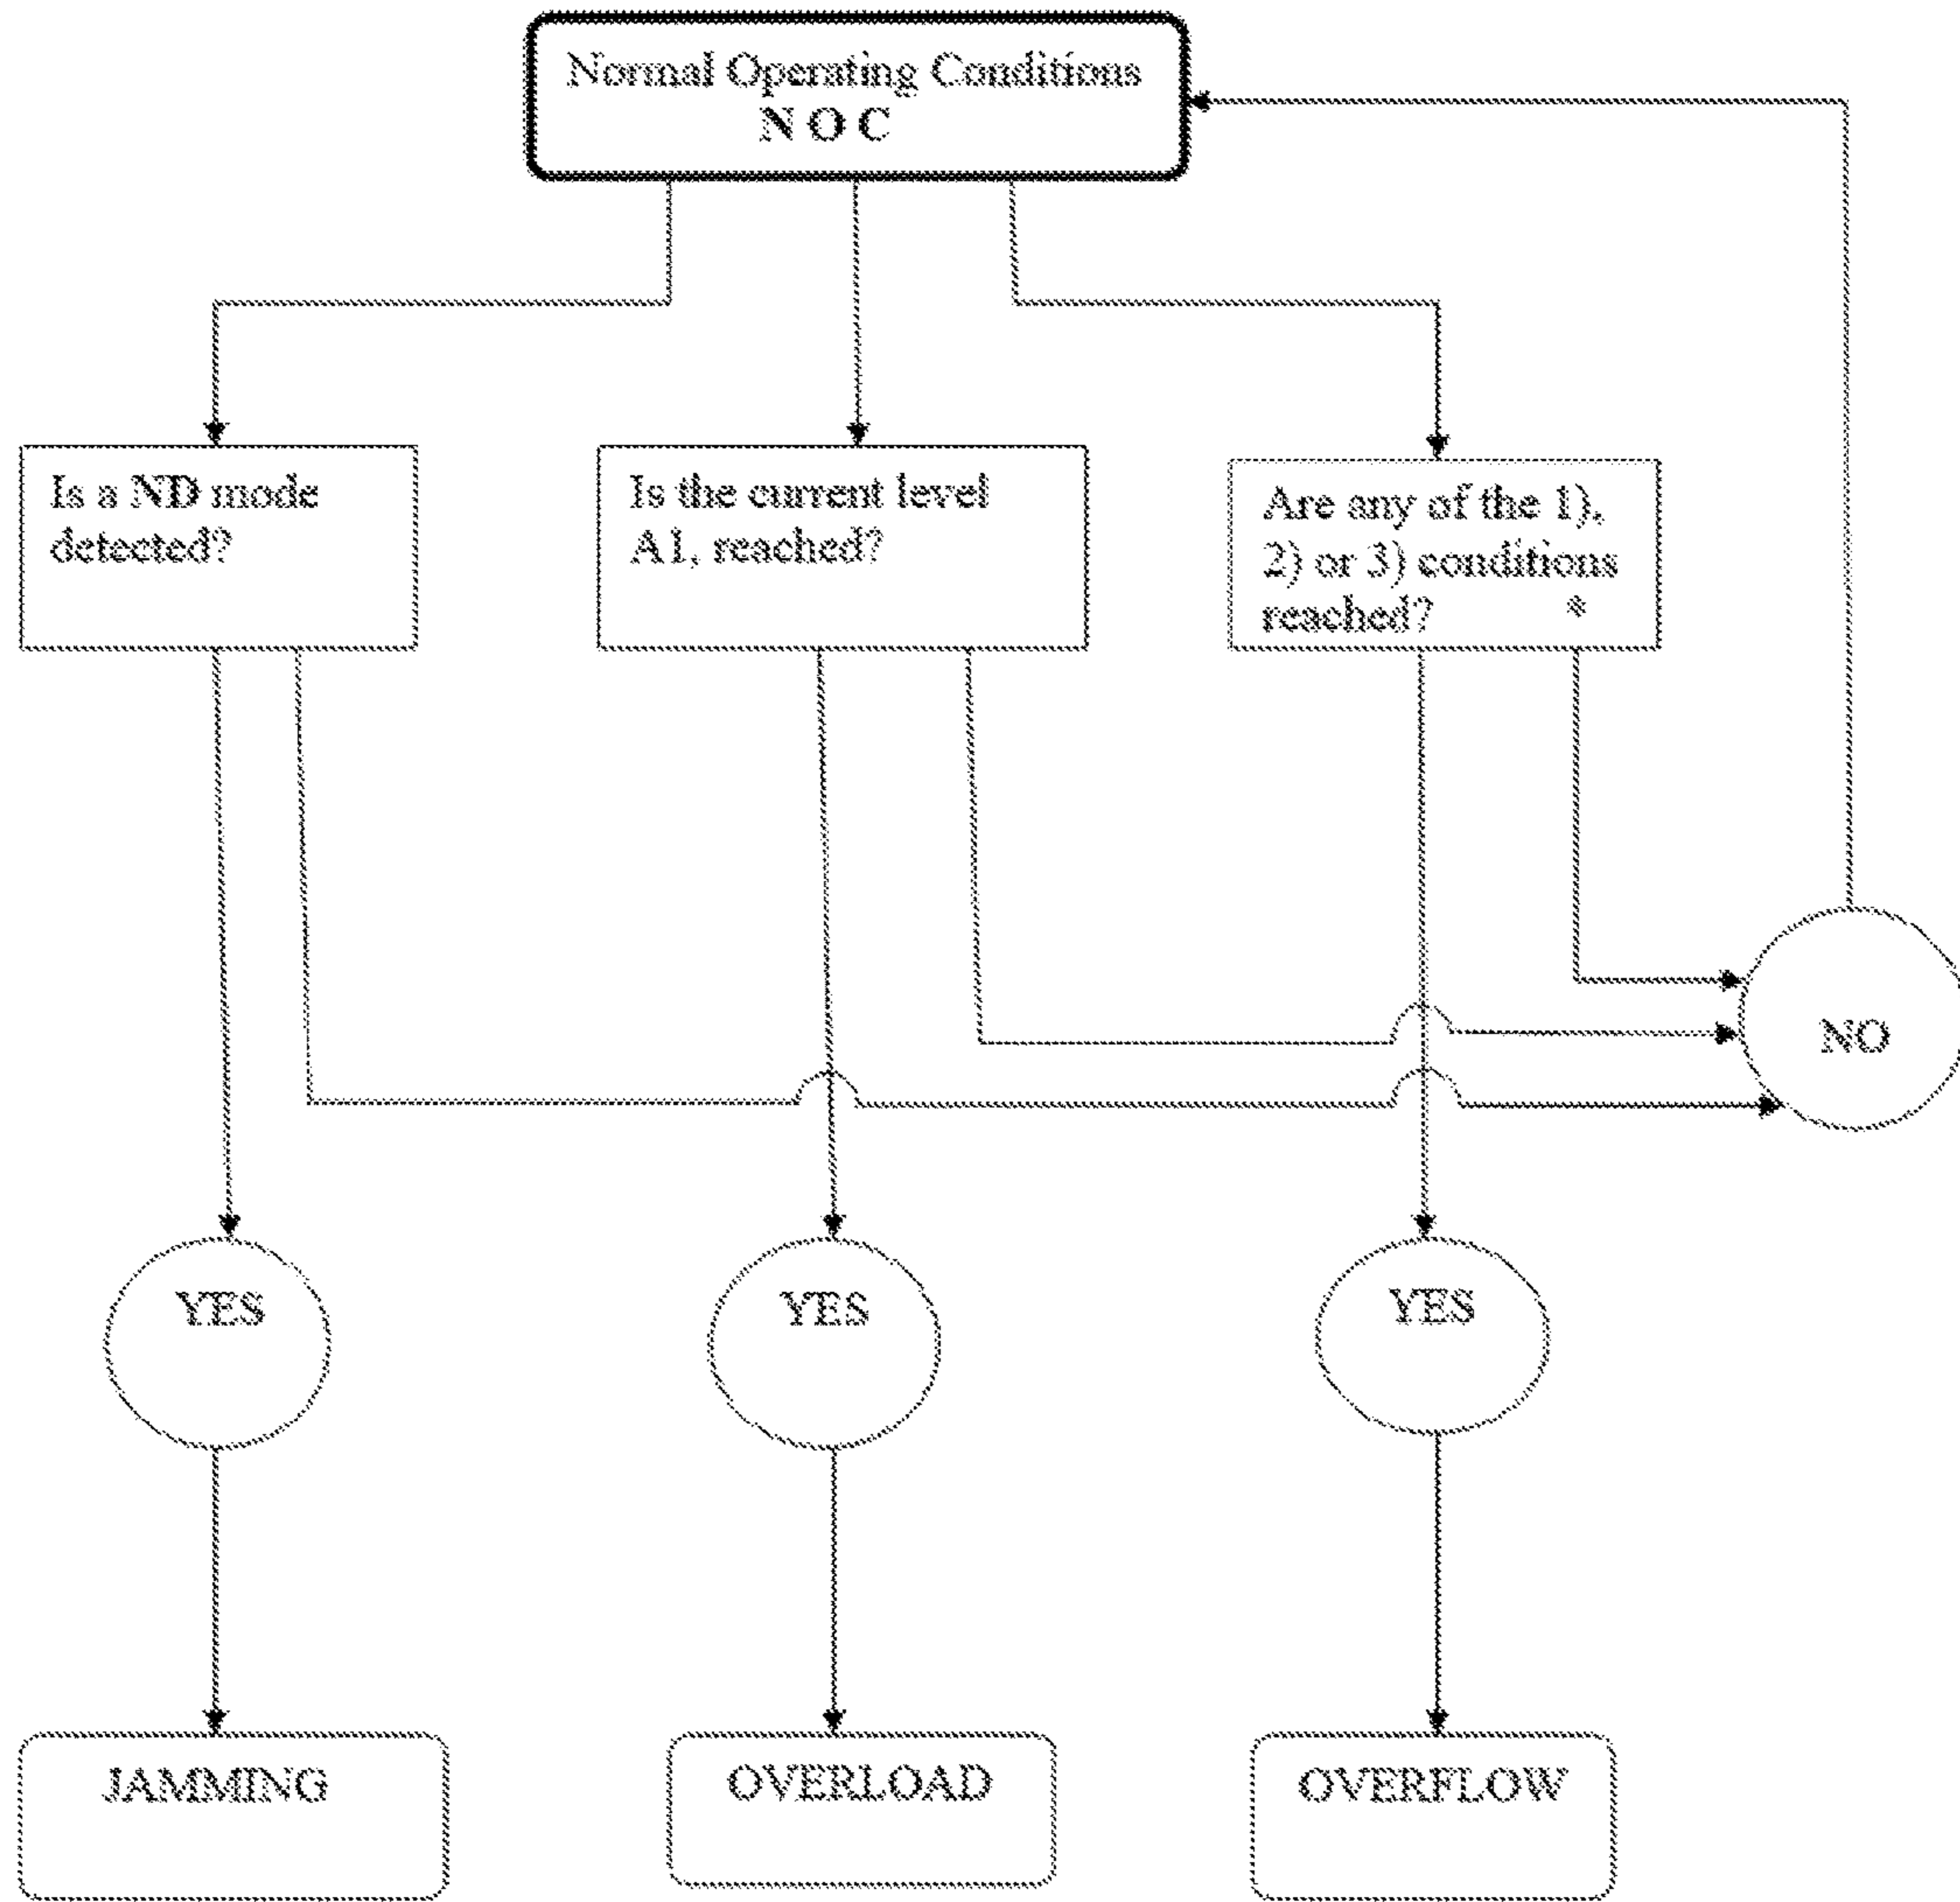 Normal Operating Conditions
N O C
Is a ND mode
detected?
Is the current level
A1, reached?
Are any of the 1),
2) or 3) conditions
reached? *
NO
YES
YES
YES
JAMMING
OVERLOAD
OVERFLOW